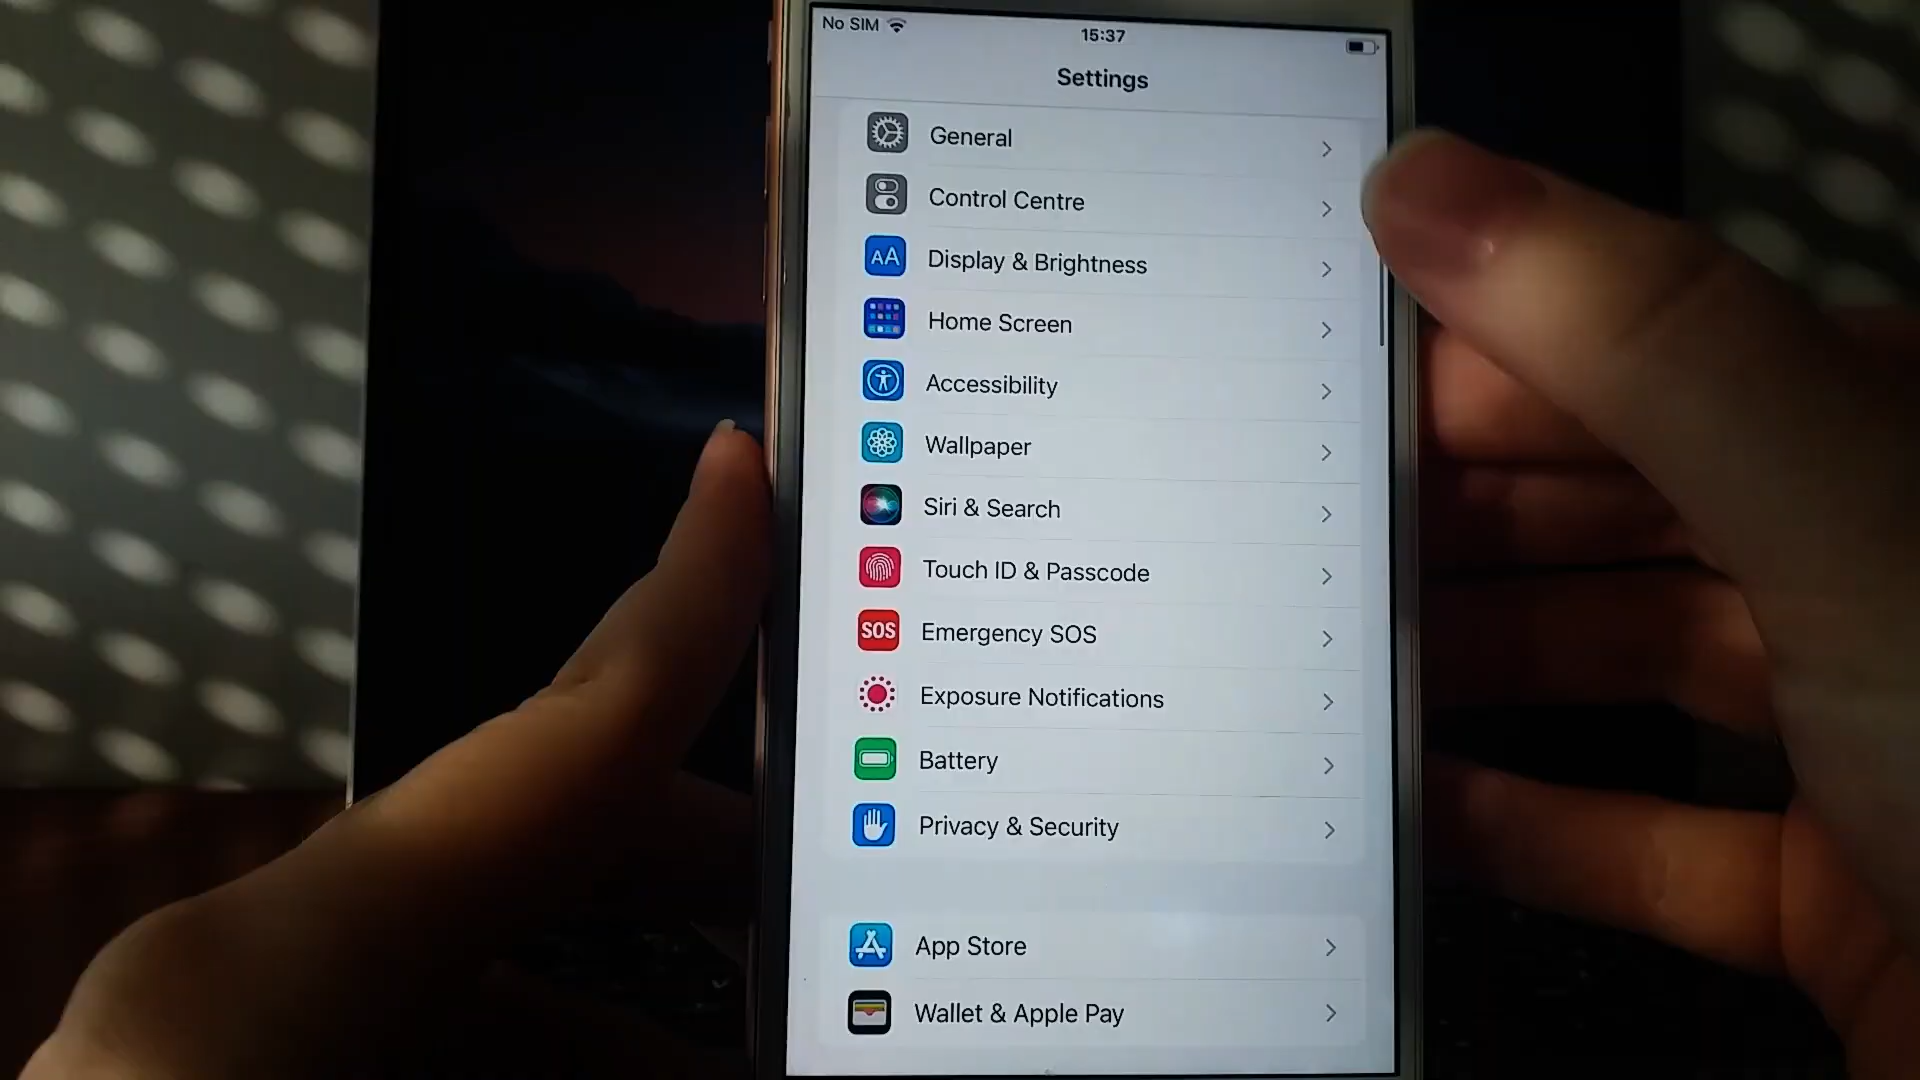 No SIM
15:37
Settings
General
Control Centre
AA Display & Brightness
Home Screen
Accessibility
Wallpaper
Siri & Search
Touch ID & Passcode
SOS Emergency SOS
Exposure Notifications
Battery
Privacy & Security
App Store
Wallet & Apple Pay